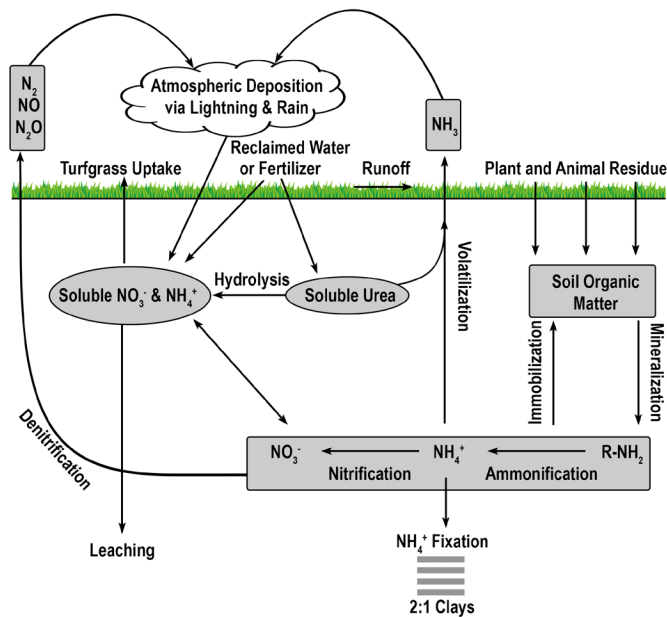 N₂
NO
N₂O
Atmospheric Deposition
via Lightning & Rain
NH₃
Turfgrass Uptake
Reclaimed Water
or Fertilizer
Runoff
Plant and Animal Residue
Soluble NO₃⁻ & NH₄⁺
Hydrolysis
Soluble Urea
Volatilization
Soil Organic
Matter
Immobilization
Mineralization
Denitrification
NO₃⁻
Nitrification
NH₄⁺
Ammonification
R-NH₂
Leaching
NH₄⁺ Fixation
2:1 Clays